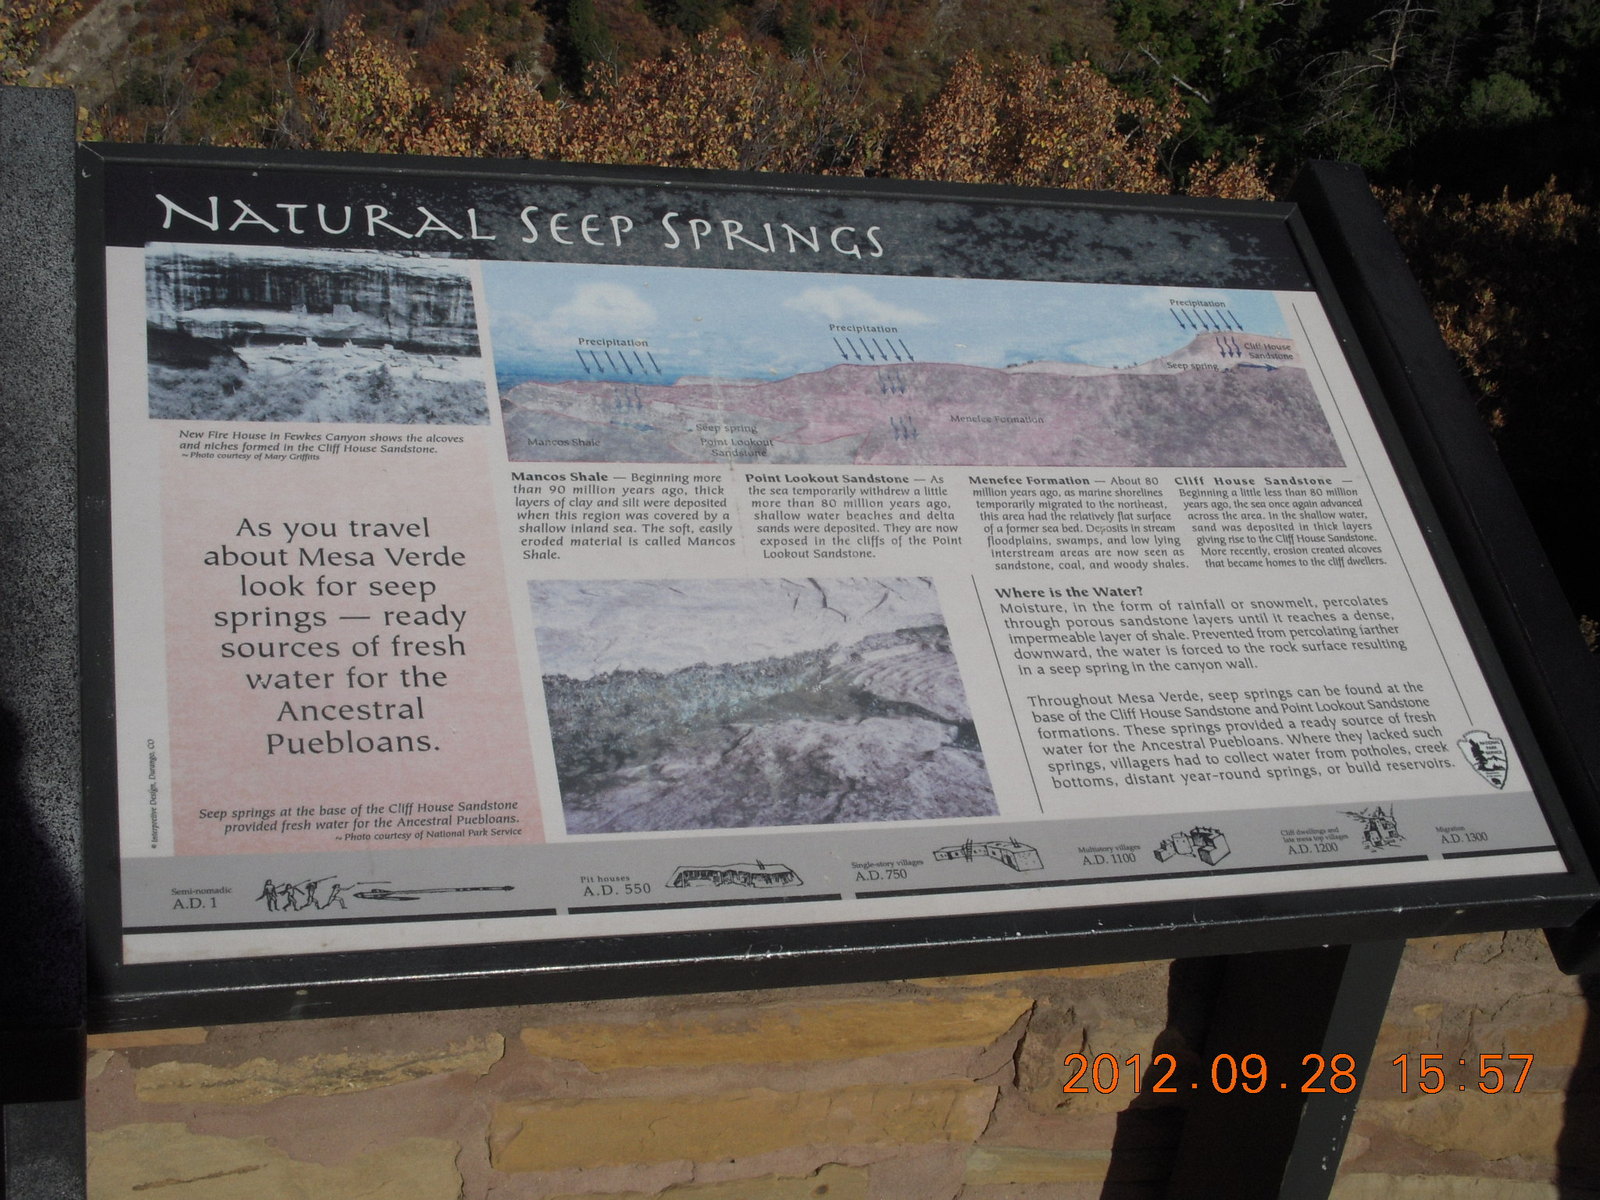 NATURAL SEEP SPRINGS
New Fire House in Fewkes Canyon shows the alcoves
and niches formed in the Cliff House Sandstone.
~ Photo courtesy of Mary Griffitts
As you travel
about Mesa Verde
look for seep
springs — ready
sources of fresh
water for the
Ancestral
Puebloans.
Seep springs at the base of the Cliff House Sandstone
provided fresh water for the Ancestral Puebloans.
~ Photo courtesy of National Park Service
© Interpretive Design, Durango, CO
Precipitation
Precipitation
Precipitation
Cliff House
Sandstone
Seep spring
Menefee Formation
Seep spring
Point Lookout
Sandstone
Mancos Shale
Mancos Shale — Beginning more
than 90 million years ago, thick
layers of clay and silt were deposited
when this region was covered by a
shallow inland sea. The soft, easily
eroded material is called Mancos
Shale.
Point Lookout Sandstone — As
the sea temporarily withdrew a little
more than 80 million years ago,
shallow water beaches and delta
sands were deposited. They are now
exposed in the cliffs of the Point
Lookout Sandstone.
Menefee Formation — About 80
million years ago, as marine shorelines
temporarily migrated to the northeast,
this area had the relatively flat surface
of a former sea bed. Deposits in stream
floodplains, swamps, and low lying
interstream areas are now seen as
sandstone, coal, and woody shales.
Cliff House Sandstone —
Beginning a little less than 80 million
years ago, the sea once again advanced
across the area. In the shallow water,
sand was deposited in thick layers
giving rise to the Cliff House Sandstone.
More recently, erosion created alcoves
that became homes to the cliff dwellers.
Where is the Water?
Moisture, in the form of rainfall or snowmelt, percolates
through porous sandstone layers until it reaches a dense,
impermeable layer of shale. Prevented from percolating farther
downward, the water is forced to the rock surface resulting
in a seep spring in the canyon wall.
Throughout Mesa Verde, seep springs can be found at the
base of the Cliff House Sandstone and Point Lookout Sandstone
formations. These springs provided a ready source of fresh
water for the Ancestral Puebloans. Where they lacked such
springs, villagers had to collect water from potholes, creek
bottoms, distant year-round springs, or build reservoirs.
NATIONAL
PARK
SERVICE
Semi-nomadic
A.D. 1
Pit houses
A.D. 550
Single-story villages
A.D. 750
Multistory villages
A.D. 1100
Cliff dwellings and
late mesa top villages
A.D. 1200
Migration
A.D. 1300
2012.09.28 15:57